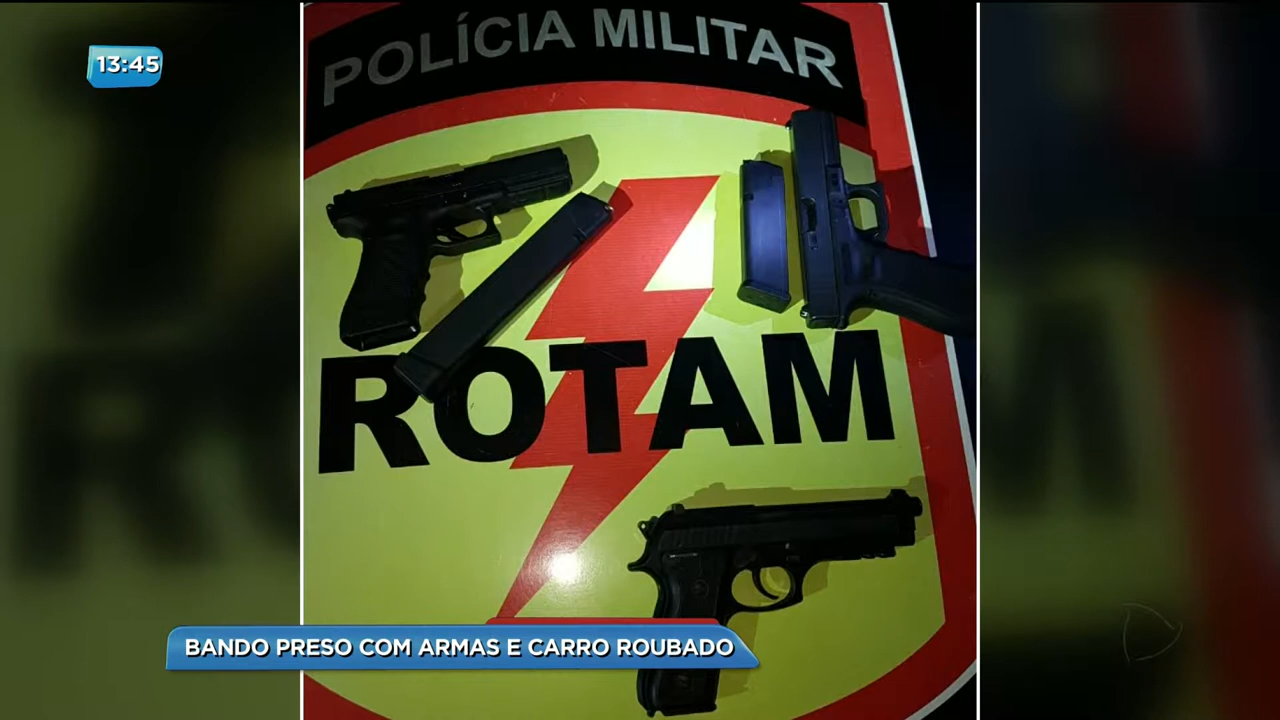 13:45
POLÍCIA MILITAR
ROTAM
BANDO PRESO COM ARMAS E CARRO ROUBADO